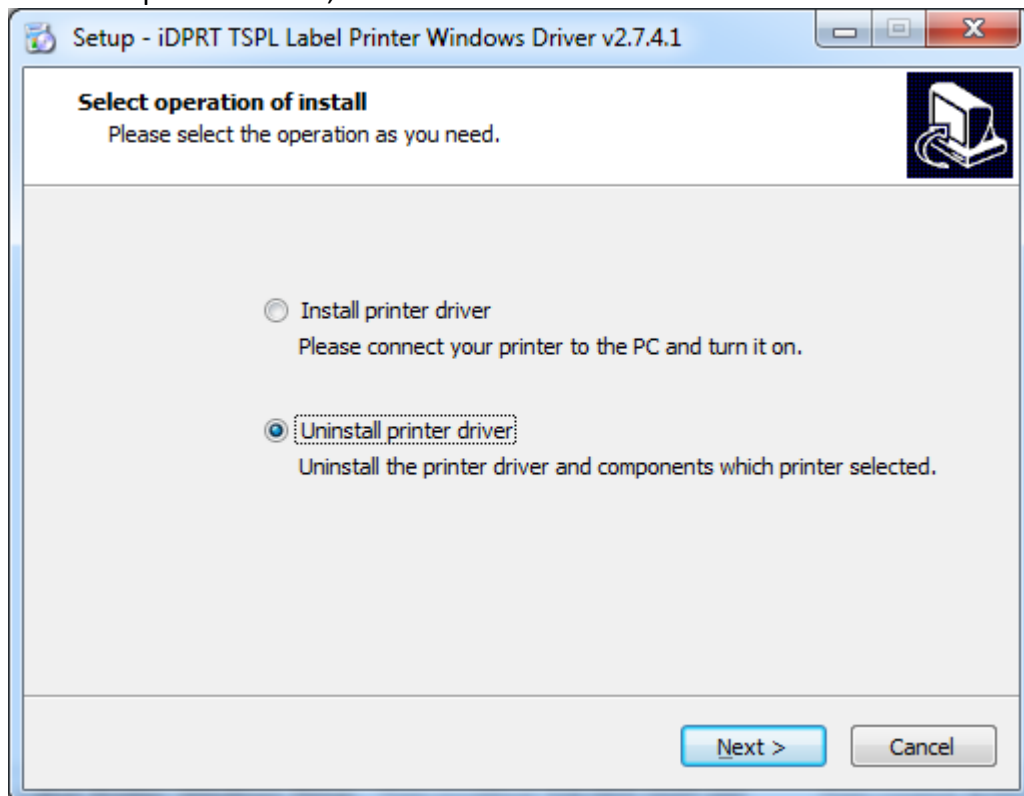 Setup - iDPRT TSPL Label Printer Windows Driver v2.7.4.1
Select operation of install
Please select the operation as you need.
Install printer driver
Please connect your printer to the PC and turn it on.
Uninstall printer driver
Uninstall the printer driver and components which printer selected.
Next >
Cancel